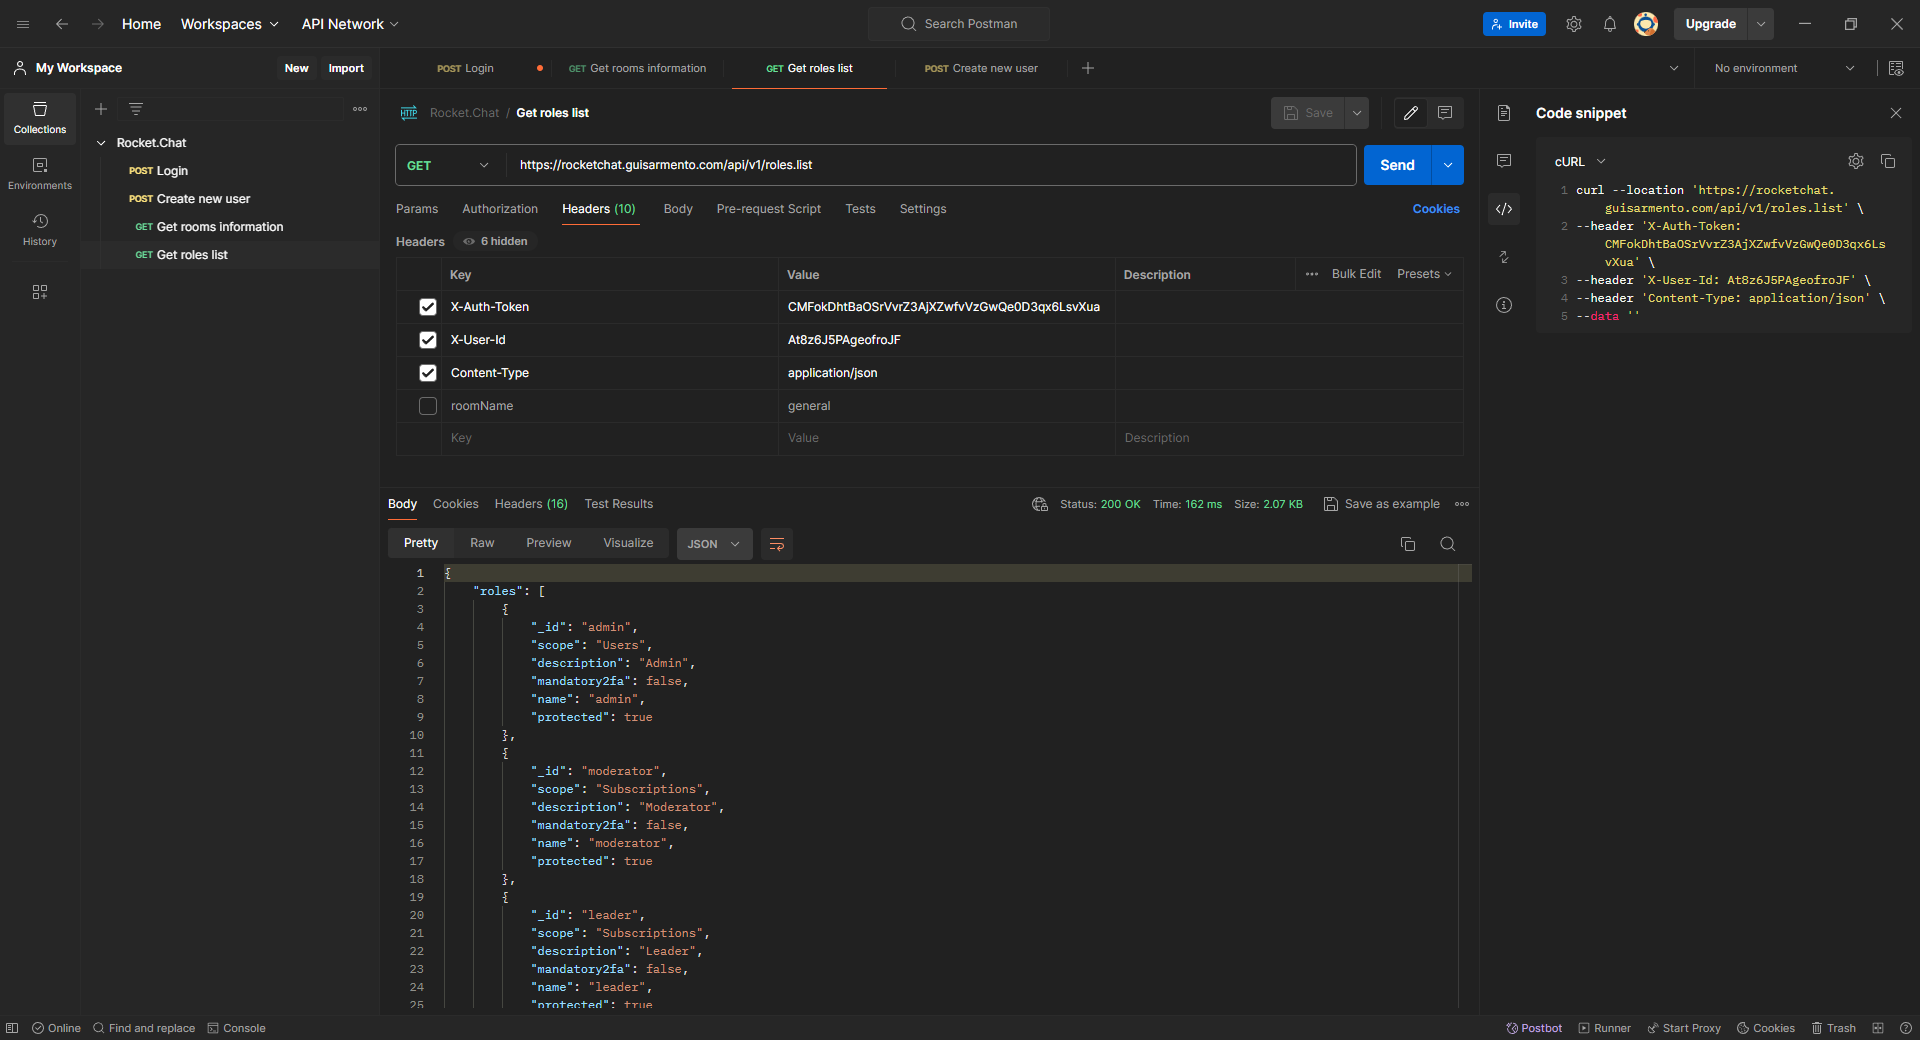 Home
Workspaces
API Network
Search Postman
Invite
Upgrade
My Workspace
New
Import
POST Login
GET Get rooms information
GET Get roles list
POST Create new user
No environment
Collections
Environments
History
Rocket.Chat
POST Login
POST Create new user
GET Get rooms information
GET Get roles list
HTTP
Rocket.Chat / Get roles list
Save
GET
https://rocketchat.guisarmento.com/api/v1/roles.list
Send
Params
Authorization
Headers (10)
Body
Pre-request Script
Tests
Settings
Cookies
Headers
6 hidden
Key
Value
Description
Bulk Edit
Presets
X-Auth-Token
CMFokDhtBaOSrVvrZ3AjXZwfvVzGwQe0D3qx6LsvXua
X-User-Id
At8z6J5PAgeofroJF
Content-Type
application/json
roomName
general
Key
Value
Description
Body
Cookies
Headers (16)
Test Results
Status: 200 OK
Time: 162 ms
Size: 2.07 KB
Save as example
Pretty
Raw
Preview
Visualize
JSON
1 {
2 "roles": [
3 {
4 "_id": "admin",
5 "scope": "Users",
6 "description": "Admin",
7 "mandatory2fa": false,
8 "name": "admin",
9 "protected": true
10 },
11 {
12 "_id": "moderator",
13 "scope": "Subscriptions",
14 "description": "Moderator",
15 "mandatory2fa": false,
16 "name": "moderator",
17 "protected": true
18 },
19 {
20 "_id": "leader",
21 "scope": "Subscriptions",
22 "description": "Leader",
23 "mandatory2fa": false,
24 "name": "leader",
25 "protected": true
Code snippet
cURL
1 curl --location 'https://rocketchat.
guisarmento.com/api/v1/roles.list' \
2 --header 'X-Auth-Token:
CMFokDhtBaOSrVvrZ3AjXZwfvVzGwQe0D3qx6Ls
vXua' \
3 --header 'X-User-Id: At8z6J5PAgeofroJF' \
4 --header 'Content-Type: application/json' \
5 --data ''
Online
Find and replace
Console
Postbot
Runner
Start Proxy
Cookies
Trash